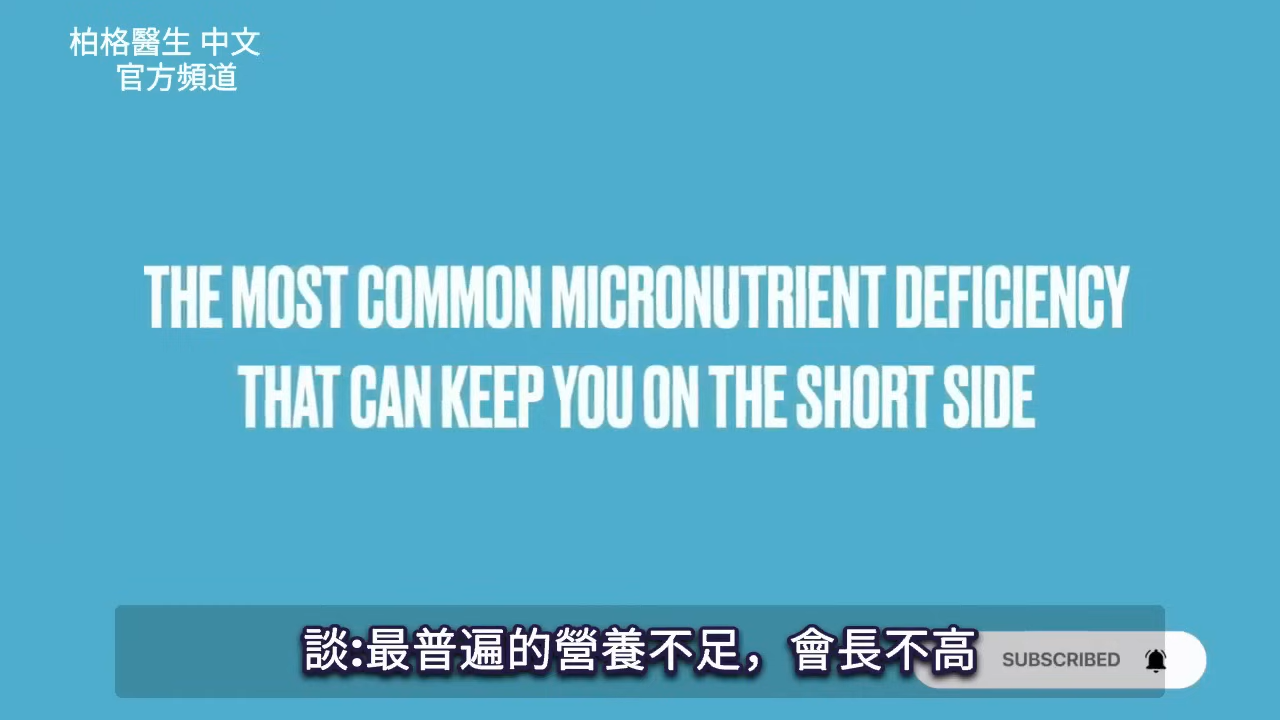 柏格醫生 中文
官方頻道
THE MOST COMMON MICRONUTRIENT DEFICIENCY
THAT CAN KEEP YOU ON THE SHORT SIDE
談:最普遍的營養不足，會長不高
SUBSCRIBED